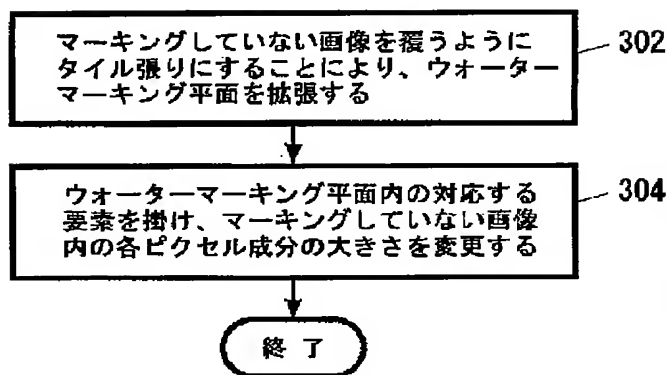 マーキングしていない画像を覆うように
タイル張りにすることにより、ウォーター
マーキング平面を拡張する
302
ウォーターマーキング平面内の対応する
要素を掛け、マーキングしていない画像
内の各ピクセル成分の大きさを変更する
304
終了